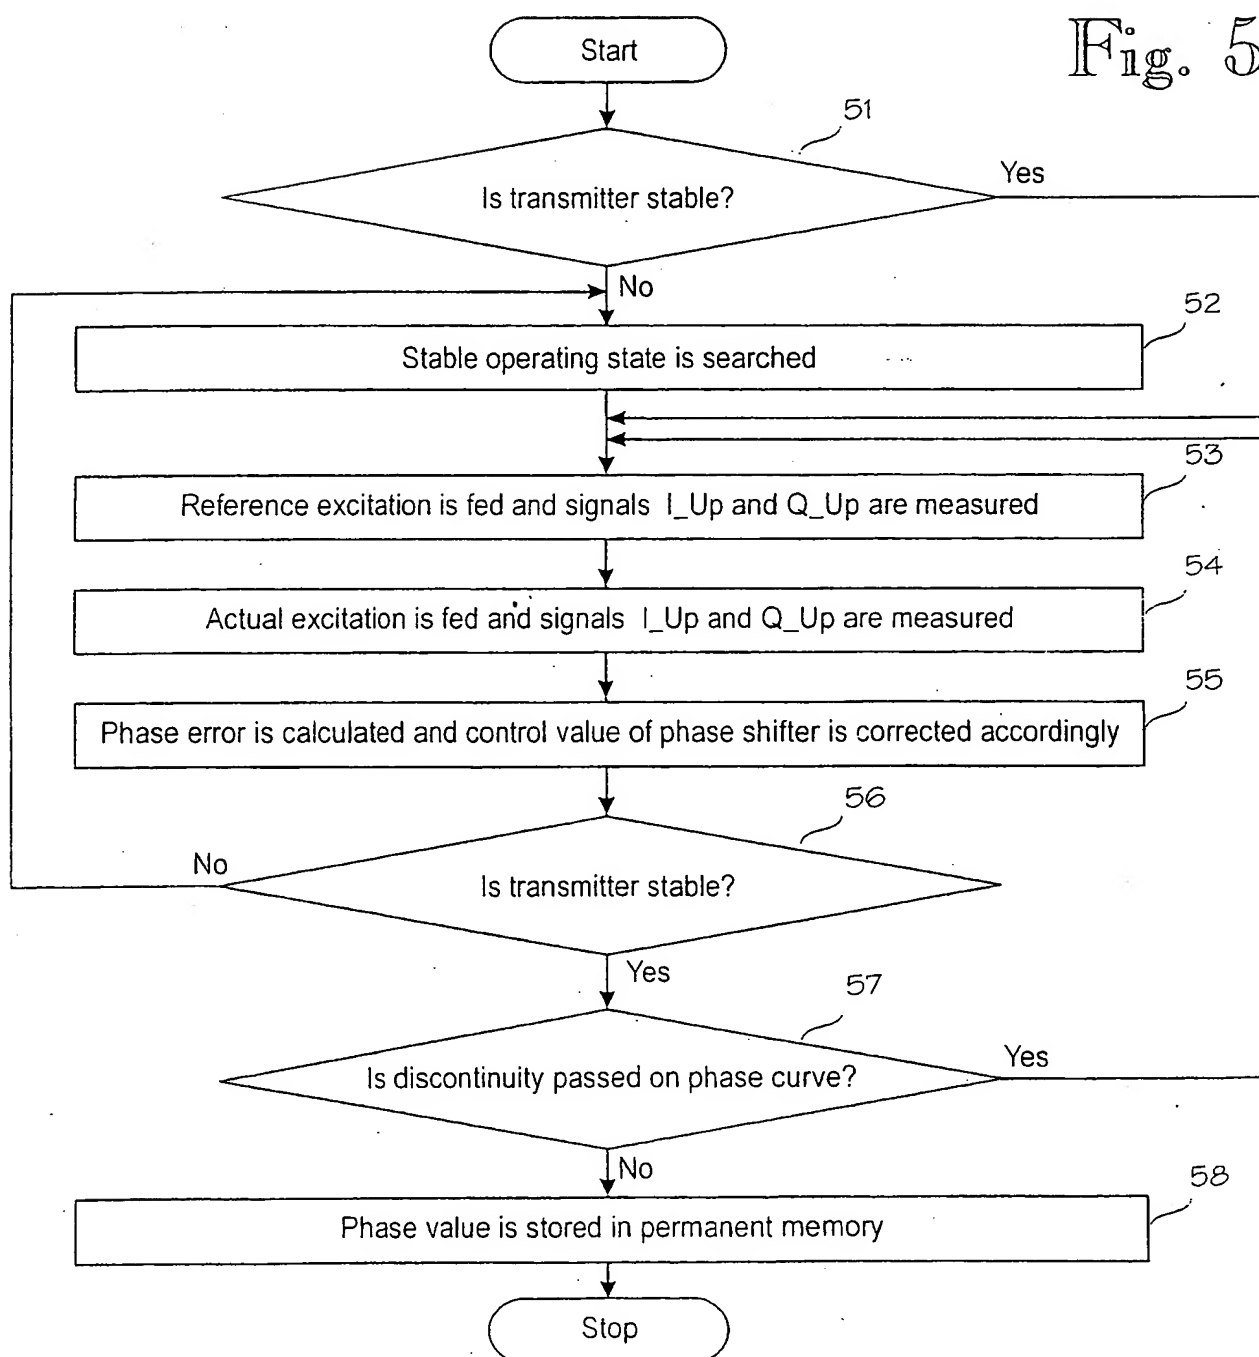 Fig. 5
Start
51
Is transmitter stable?
Yes
No
52
Stable operating state is searched
53
Reference excitation is fed and signals I_Up and Q_Up are measured
54
Actual excitation is fed and signals I_Up and Q_Up are measured
55
Phase error is calculated and control value of phase shifter is corrected accordingly
56
No
Is transmitter stable?
Yes
57
Is discontinuity passed on phase curve?
Yes
No
58
Phase value is stored in permanent memory
Stop